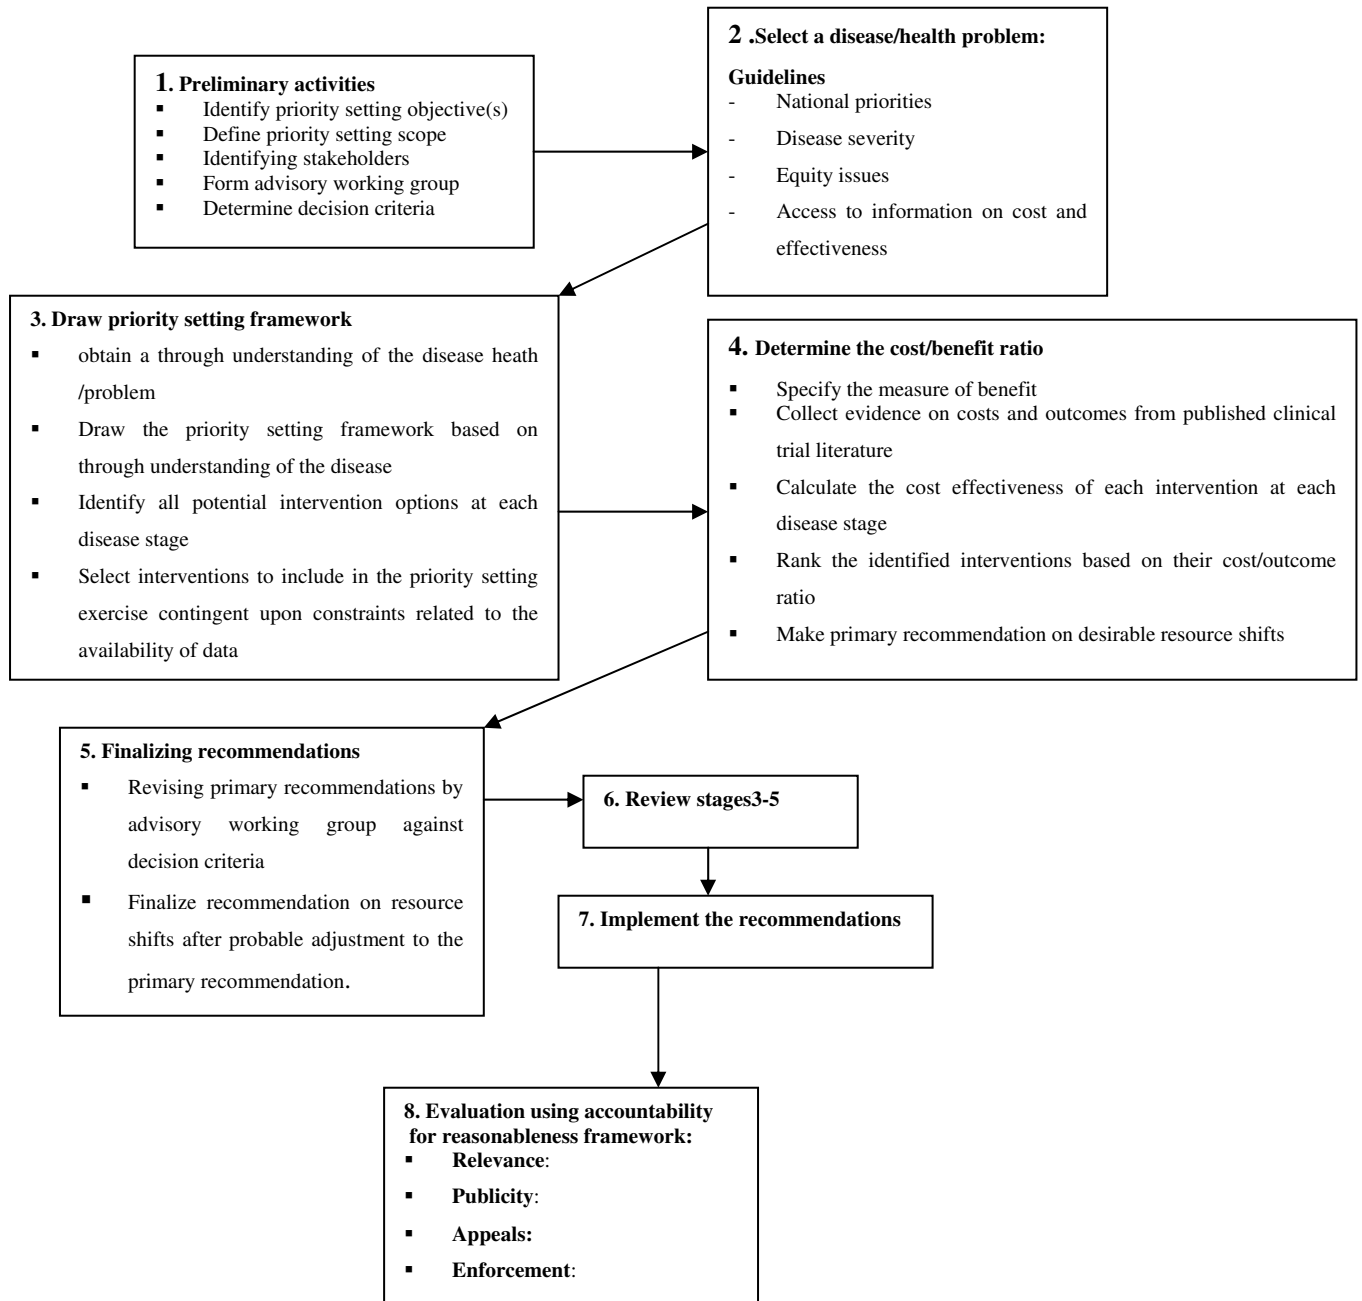 1. Preliminary activities
▪ Identify priority setting objective(s)
▪ Define priority setting scope
▪ Identifying stakeholders
▪ Form advisory working group
▪ Determine decision criteria
2 .Select a disease/health problem:
Guidelines
- National priorities
- Disease severity
- Equity issues
- Access to information on cost and
effectiveness
3. Draw priority setting framework
▪ obtain a through understanding of the disease heath
/problem
▪ Draw the priority setting framework based on
through understanding of the disease
▪ Identify all potential intervention options at each
disease stage
▪ Select interventions to include in the priority setting
exercise contingent upon constraints related to the
availability of data
4. Determine the cost/benefit ratio
▪ Specify the measure of benefit
▪ Collect evidence on costs and outcomes from published clinical
trial literature
▪ Calculate the cost effectiveness of each intervention at each
disease stage
▪ Rank the identified interventions based on their cost/outcome
ratio
▪ Make primary recommendation on desirable resource shifts
5. Finalizing recommendations
▪ Revising primary recommendations by
advisory working group against
decision criteria
▪ Finalize recommendation on resource
shifts after probable adjustment to the
primary recommendation.
6. Review stages3-5
7. Implement the recommendations
8. Evaluation using accountability
for reasonableness framework:
▪ Relevance:
▪ Publicity:
▪ Appeals:
▪ Enforcement: